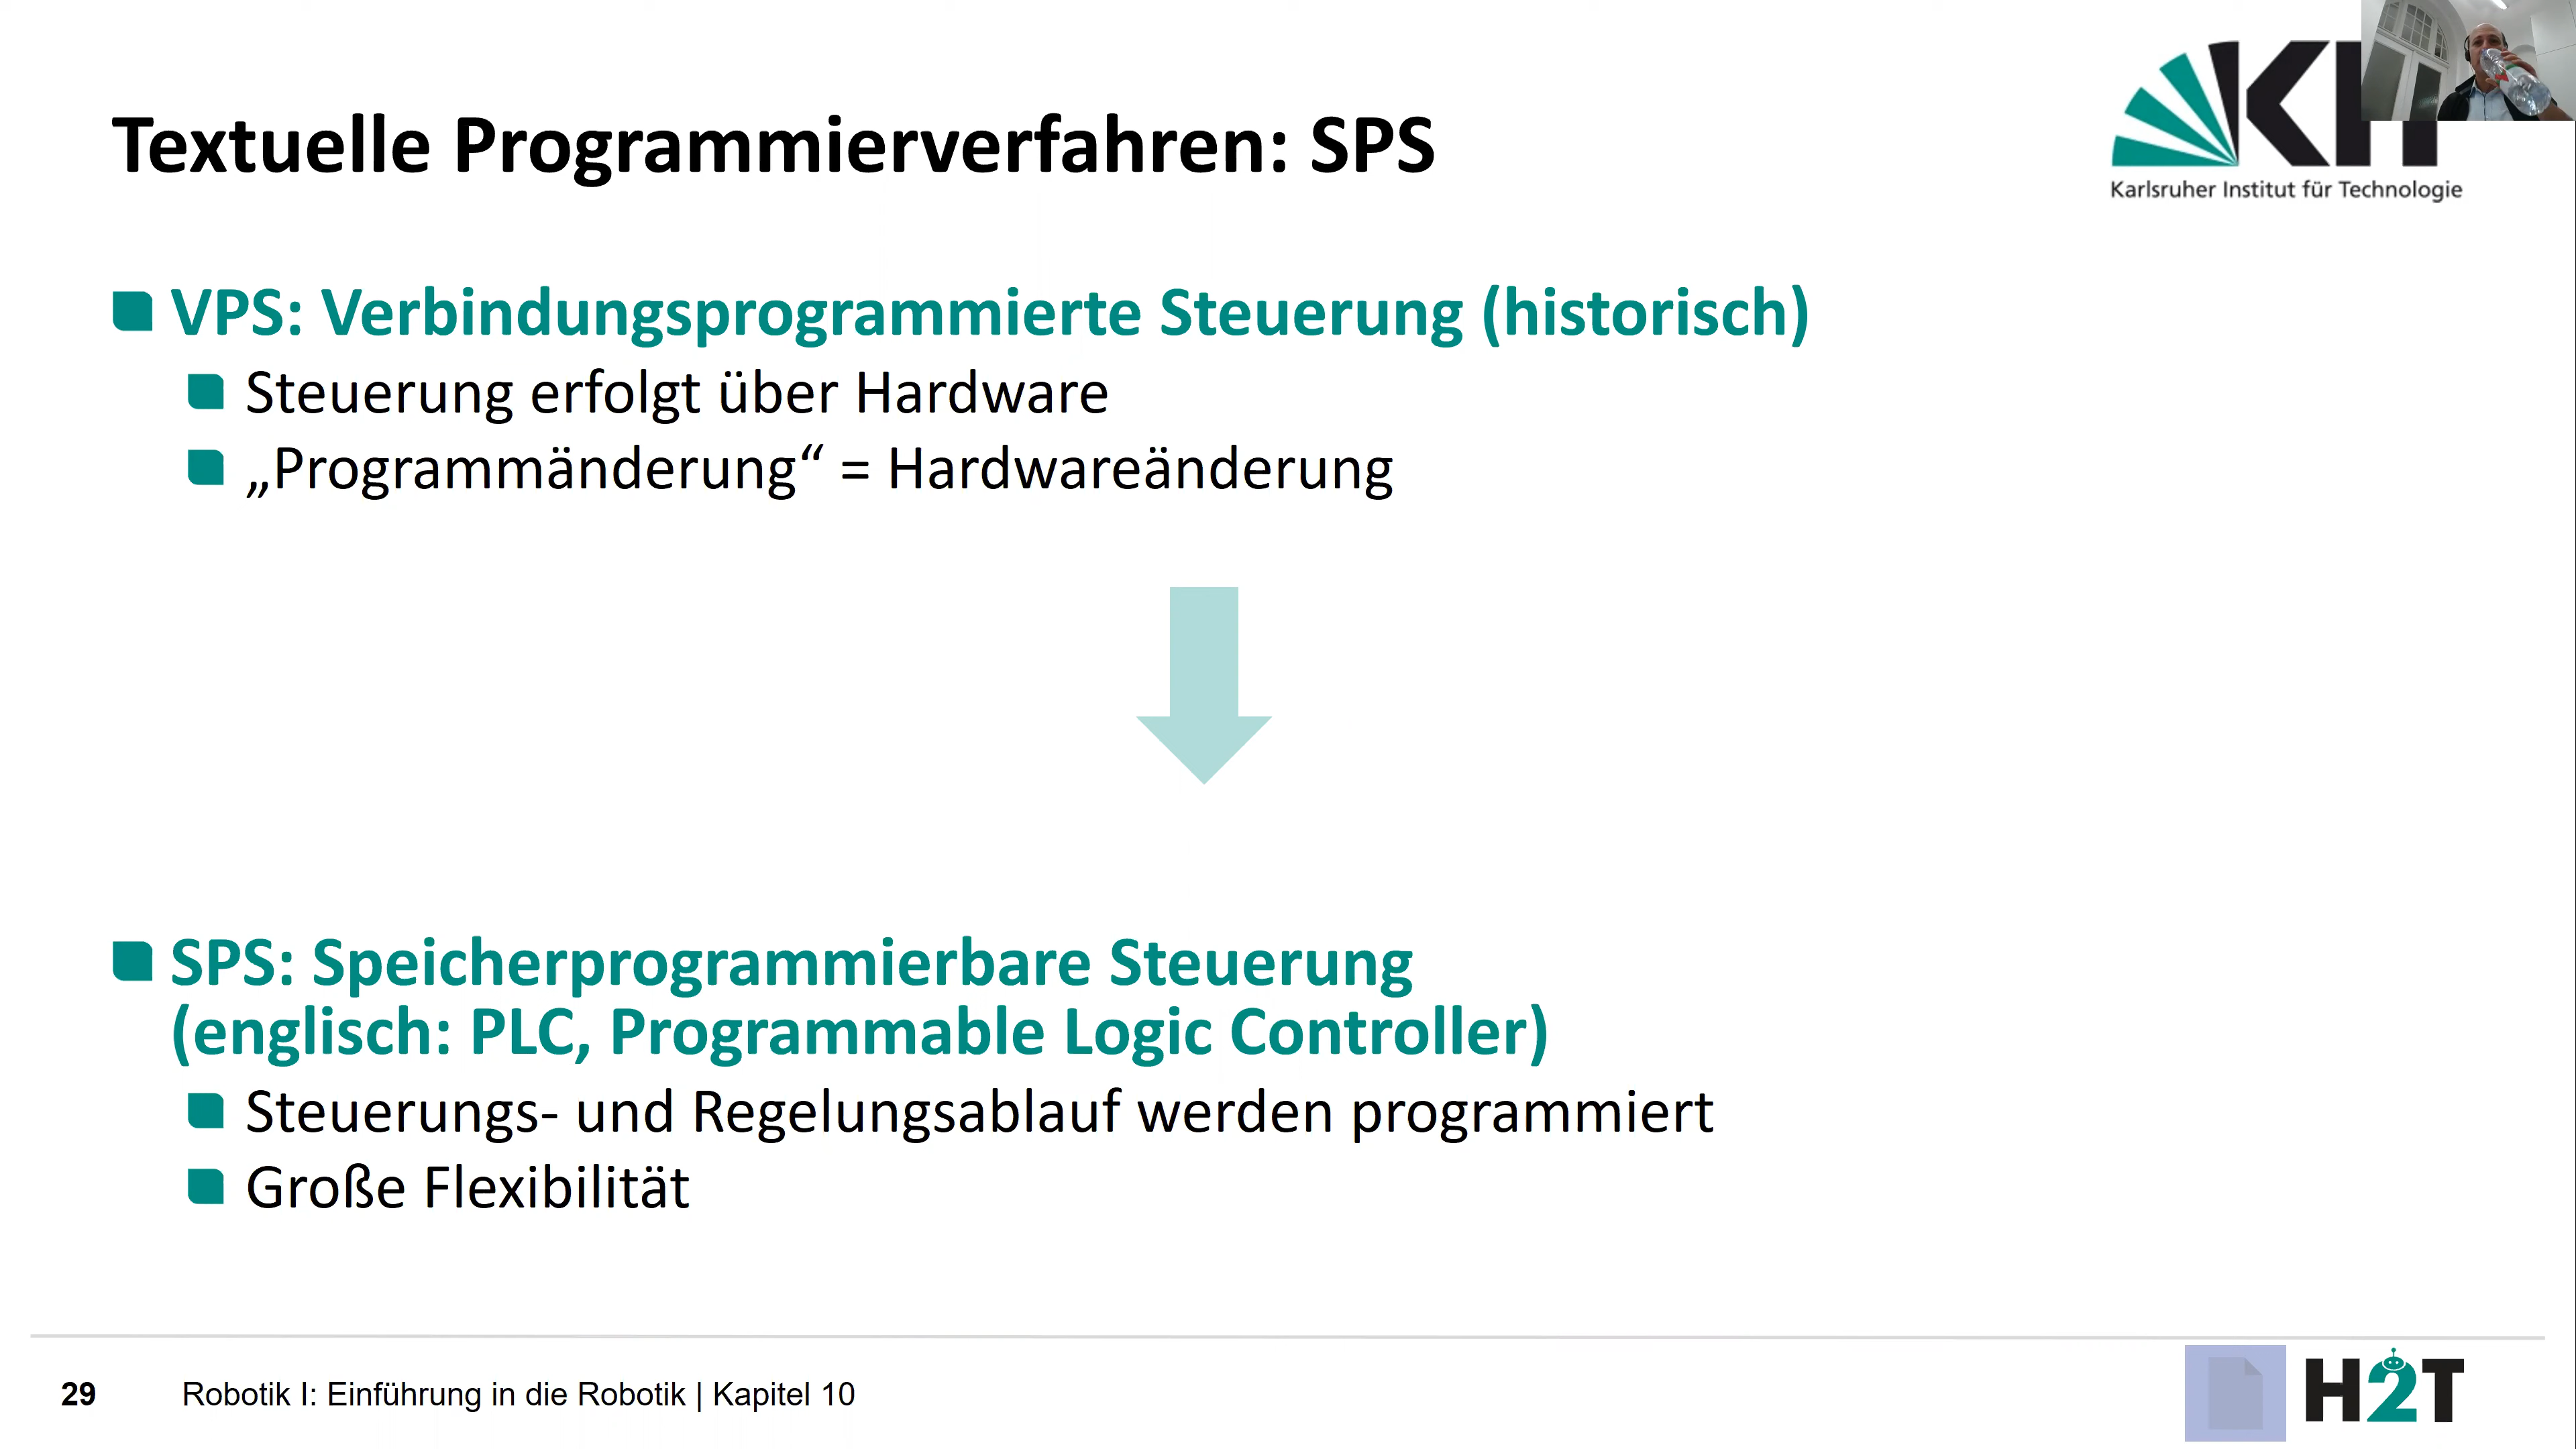 Textuelle Programmierverfahren: SPS
Karlsruher Institut für Technologie
VPS: Verbindungsprogrammierte Steuerung (historisch)
Steuerung erfolgt über Hardware
„Programmänderung“ = Hardwareänderung
SPS: Speicherprogrammierbare Steuerung
(englisch: PLC, Programmable Logic Controller)
Steuerungs- und Regelungsablauf werden programmiert
Große Flexibilität
29 Robotik I: Einführung in die Robotik | Kapitel 10
H2T